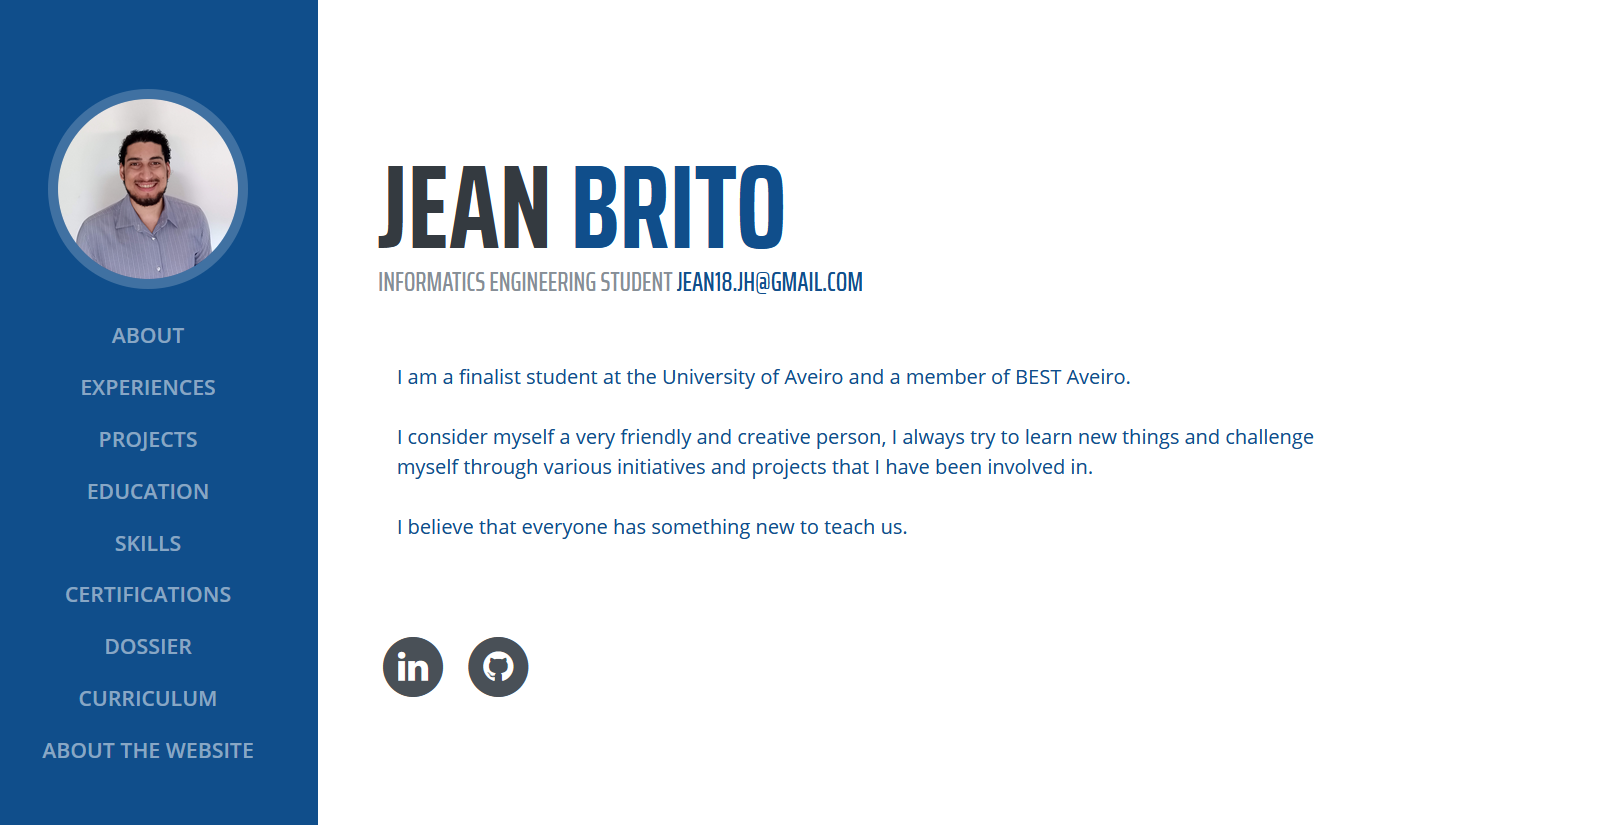 ABOUT
EXPERIENCES
PROJECTS
EDUCATION
SKILLS
CERTIFICATIONS
DOSSIER
CURRICULUM
ABOUT THE WEBSITE
JEAN BRITO
INFORMATICS ENGINEERING STUDENT JEAN18.JH@GMAIL.COM
I am a finalist student at the University of Aveiro and a member of BEST Aveiro.
I consider myself a very friendly and creative person, I always try to learn new things and challenge
myself through various initiatives and projects that I have been involved in.
I believe that everyone has something new to teach us.
in